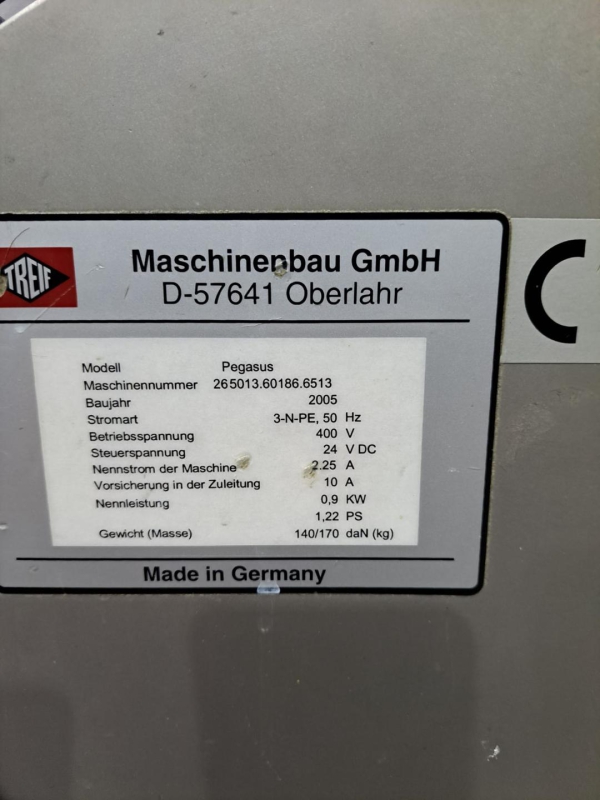 TREIF
Maschinenbau GmbH
D-57641 Oberlahr
Modell Pegasus
Maschinennummer 265013.60186.6513
Baujahr 2005
Stromart 3-N-PE, 50 Hz
Betriebsspannung 400 V
Steuerspannung 24 V DC
Nennstrom der Maschine 2.25 A
Vorsicherung in der Zuleitung 10 A
Nennleistung 0,9 KW
1,22 PS
Gewicht (Masse) 140/170 daN (kg)
Made in Germany
C